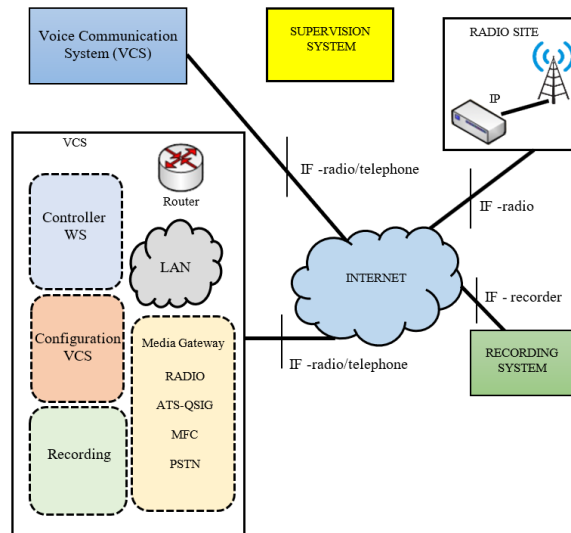 Voice Communication
System (VCS)
SUPERVISION
SYSTEM
RADIO SITE
IP
VCS
Router
IF -radio/telephone
IF -radio
Controller
WS
LAN
INTERNET
IF - recorder
Configuration
VCS
Media Gateway
RADIO
ATS-QSIG
MFC
PSTN
IF -radio/telephone
RECORDING
SYSTEM
Recording